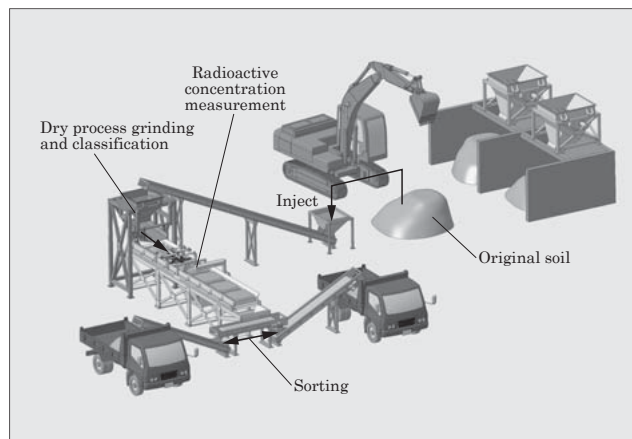 Radioactive
concentration
measurement
Dry process grinding
and classification
Inject
Original soil
Sorting